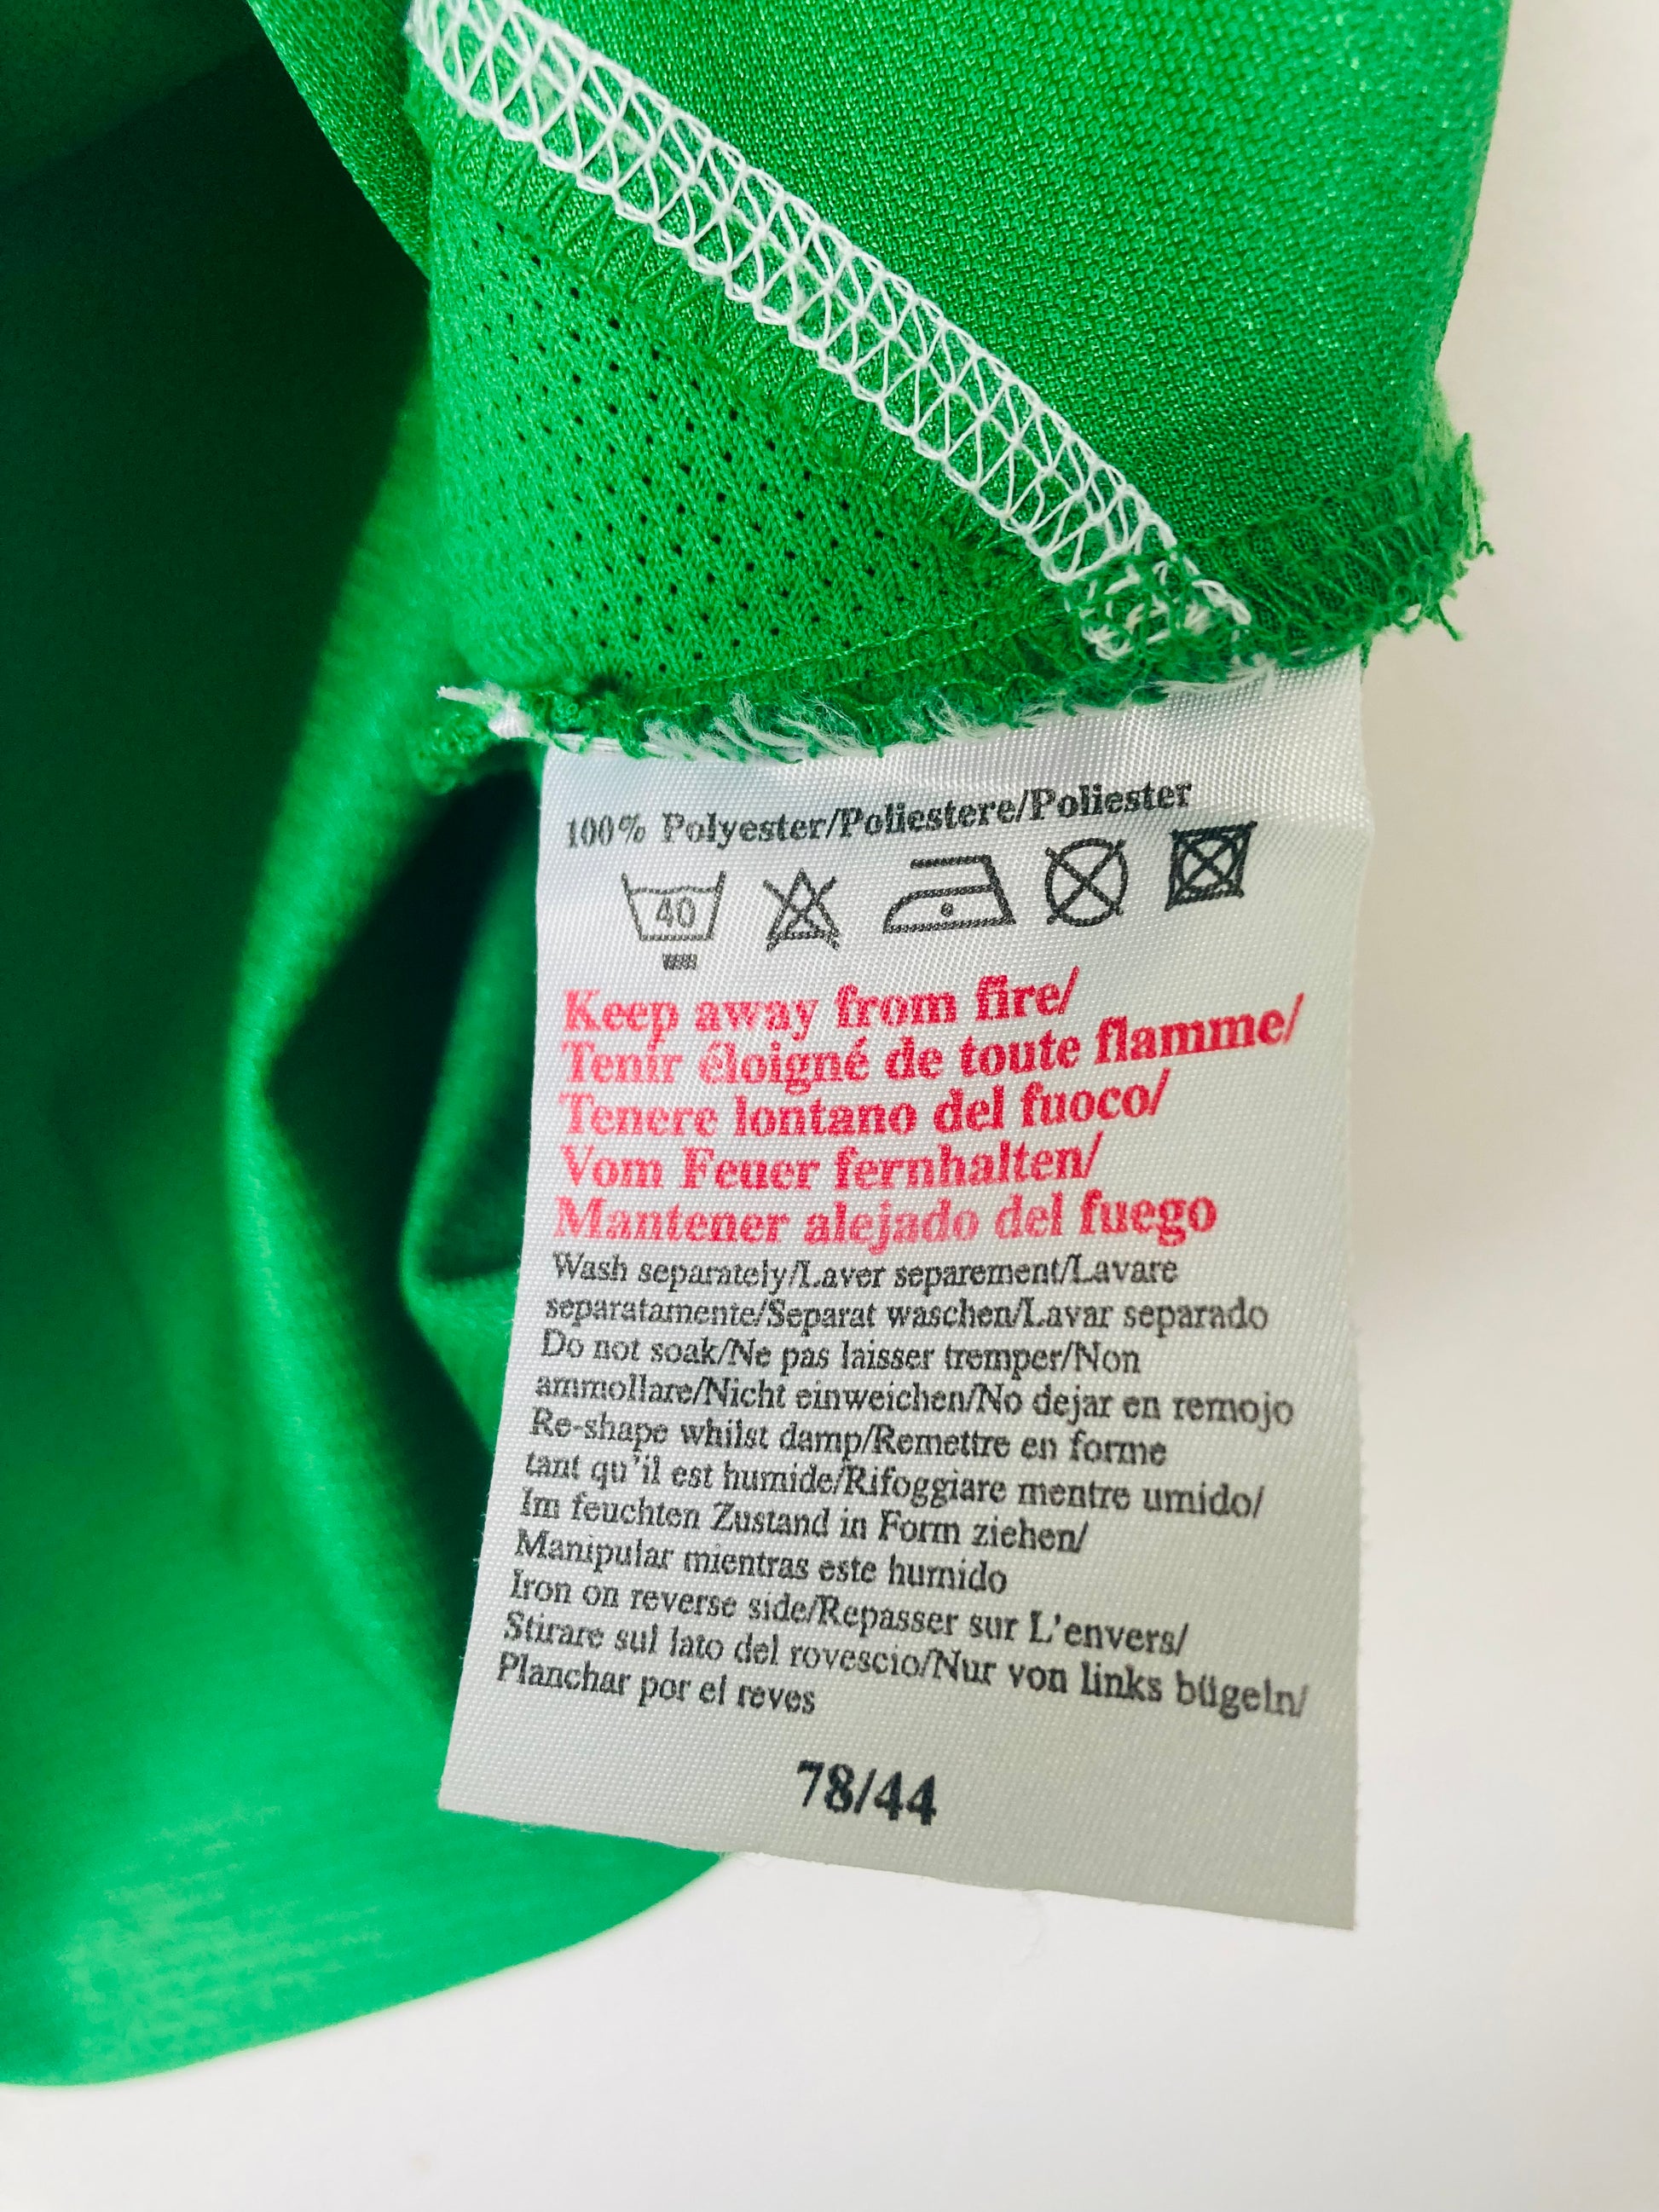 100% Polyester/Poliestere/Poliester
40
Keep away from fire/
Tenir éloigné de toute flamme/
Tenere lontano del fuoco/
Vom Feuer fernhalten/
Mantener alejado del fuego
Wash separately/Laver separement/Lavare
separatamente/Separat waschen/Lavar separado
Do not soak/Ne pas laisser tremper/Non
ammollare/Nicht einweichen/No dejar en remojo
Re-shape whilst damp/Remettre en forme
tant qu'il est humide/Rifoggiare mentre umido/
Im feuchten Zustand in Form ziehen/
Manipular mientras este humido
Iron on reverse side/Repasser sur L'envers/
Stirare sul lato del rovescio/Nur von links bügeln/
Planchar por el reves
78/44